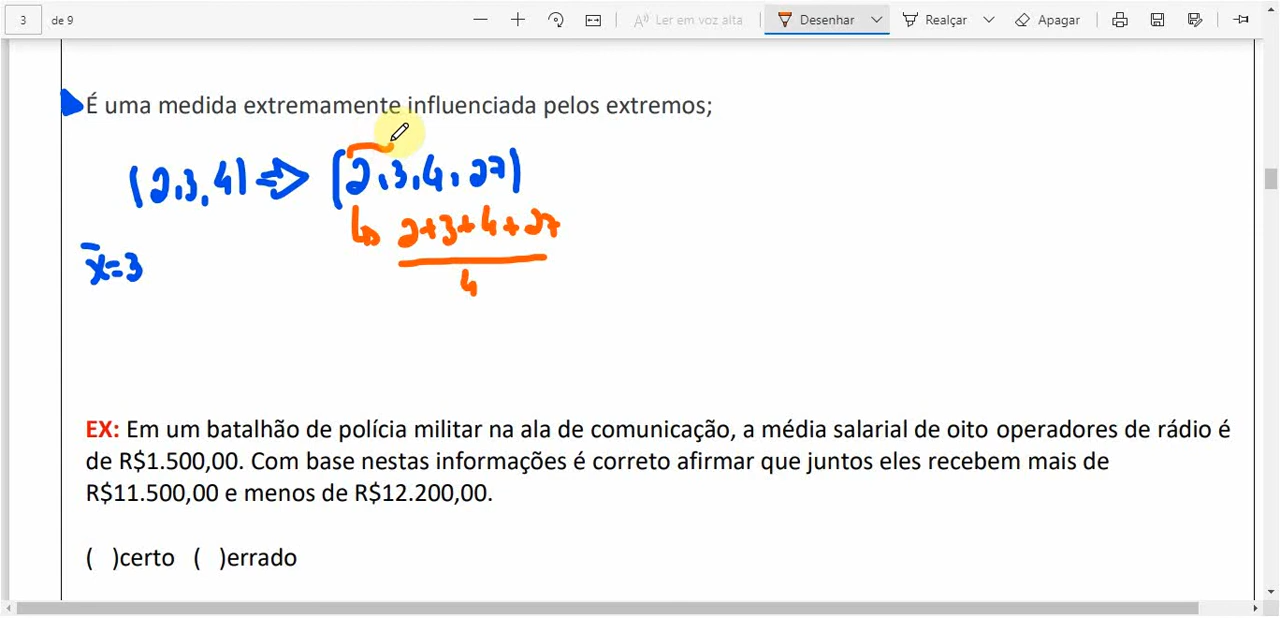 3 de 9 Ler em voz alta Desenhar Realçar Apagar
É uma medida extremamente influenciada pelos extremos;
(2,3,4) => (2,3,4,27)
2+3+4+27
4
x̄=3
EX: Em um batalhão de polícia militar na ala de comunicação, a média salarial de oito operadores de rádio é
de R$1.500,00. Com base nestas informações é correto afirmar que juntos eles recebem mais de
R$11.500,00 e menos de R$12.200,00.
( )certo ( )errado